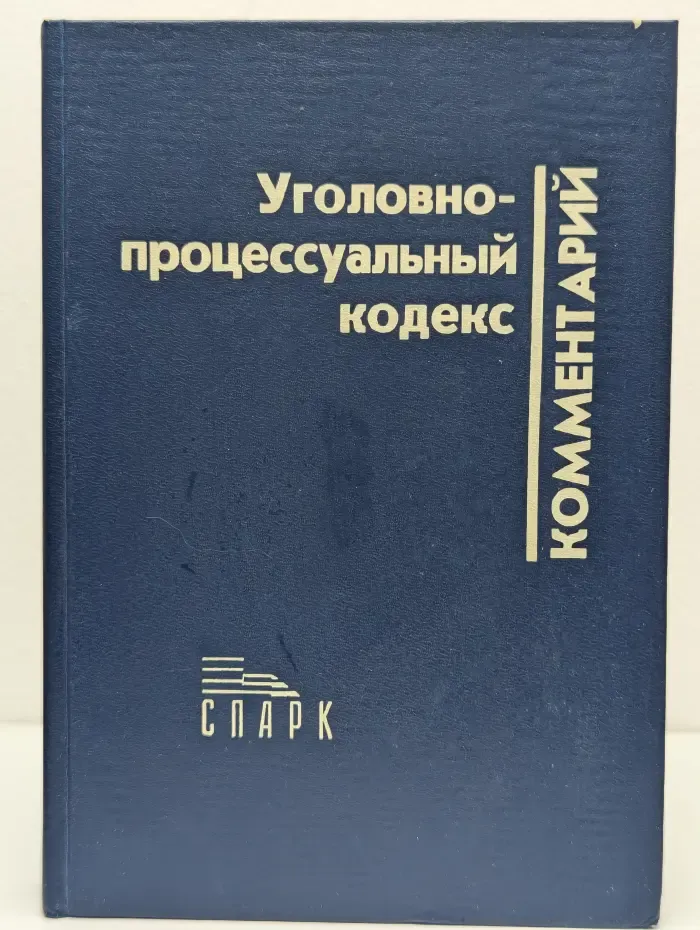 Уголовно-
процессуальный
кодекс
КОММЕНТАРИЙ
СПАРК